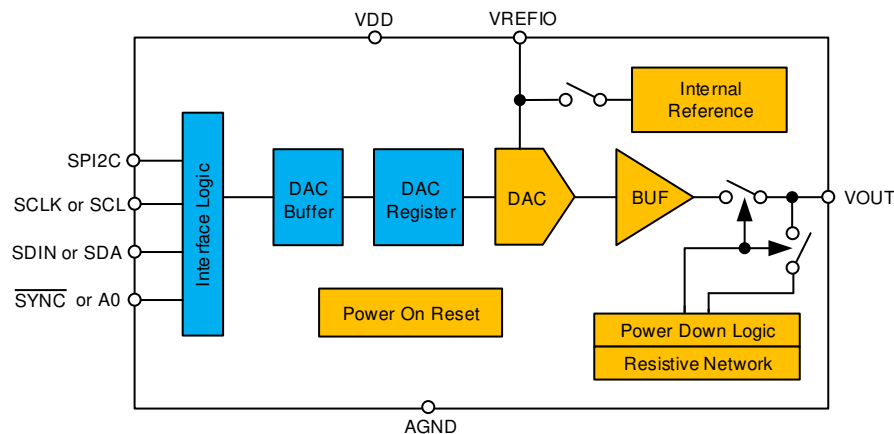 VDD
VREFIO
Internal
Reference
SPI2C
SCLK or SCL
SDIN or SDA
SYNC or A0
Interface Logic
DAC
Buffer
DAC
Register
DAC
BUF
VOUT
Power On Reset
Power Down Logic
Resistive Network
AGND